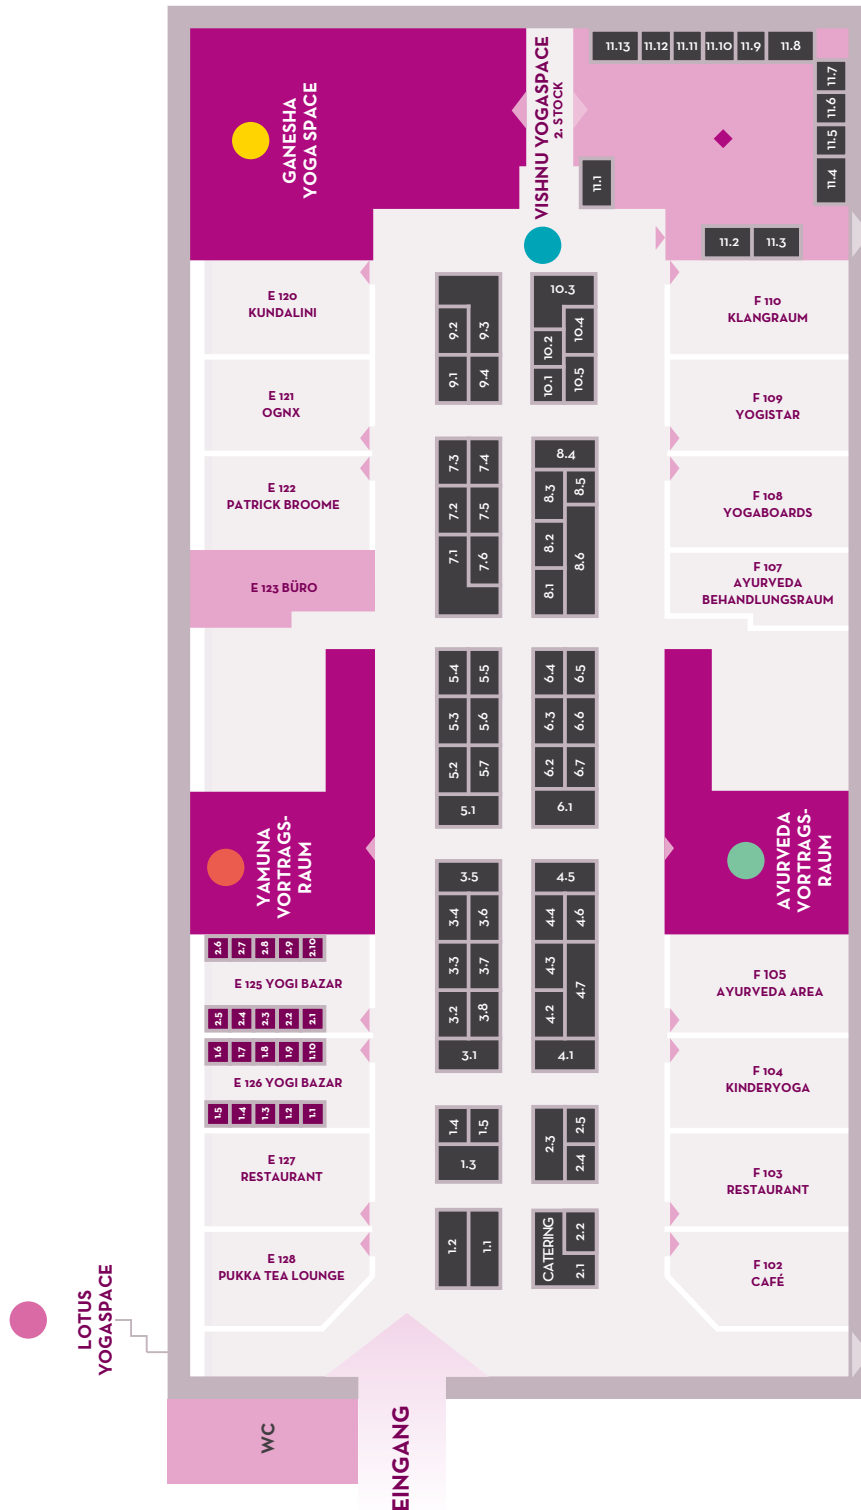 GANESHA
YOGA SPACE
VISHNU YOGASPACE
2. STOCK
11.13
11.12
11.11
11.10
11.9
11.8
11.7
11.6
11.5
11.4
11.1
11.2
11.3
E 120
KUNDALINI
E 121
OGNX
E 122
PATRICK BROOME
E 123 BÜRO
9.2
9.3
9.1
9.4
10.3
10.4
10.2
10.1
10.5
F 110
KLANGRAUM
F 109
YOGISTAR
F 108
YOGABOARDS
F 107
AYURVEDA
BEHANDLUNGSRAUM
7.3
7.4
7.2
7.5
7.1
7.6
8.4
8.3
8.5
8.2
8.6
8.1
5.4
5.5
5.3
5.6
5.2
5.7
5.1
6.4
6.5
6.3
6.6
6.2
6.7
6.1
YAMUNA
VORTRAGS-
RAUM
AYURVEDA
VORTRAGS-
RAUM
3.5
3.4
3.6
3.3
3.7
3.2
3.8
3.1
4.5
4.4
4.6
4.3
4.7
4.2
4.1
2.6
2.7
2.8
2.9
2.10
E 125 YOGI BAZAR
2.5
2.4
2.3
2.2
2.1
1.6
1.7
1.8
1.9
1.10
E 126 YOGI BAZAR
1.5
1.4
1.3
1.2
1.1
F 105
AYURVEDA AREA
F 104
KINDERYOGA
E 127
RESTAURANT
F 103
RESTAURANT
1.4
1.5
1.3
2.3
2.5
2.4
1.2
1.1
CATERING
2.2
2.1
E 128
PUKKA TEA LOUNGE
F 102
CAFÉ
LOTUS
YOGASPACE
WC
EINGANG